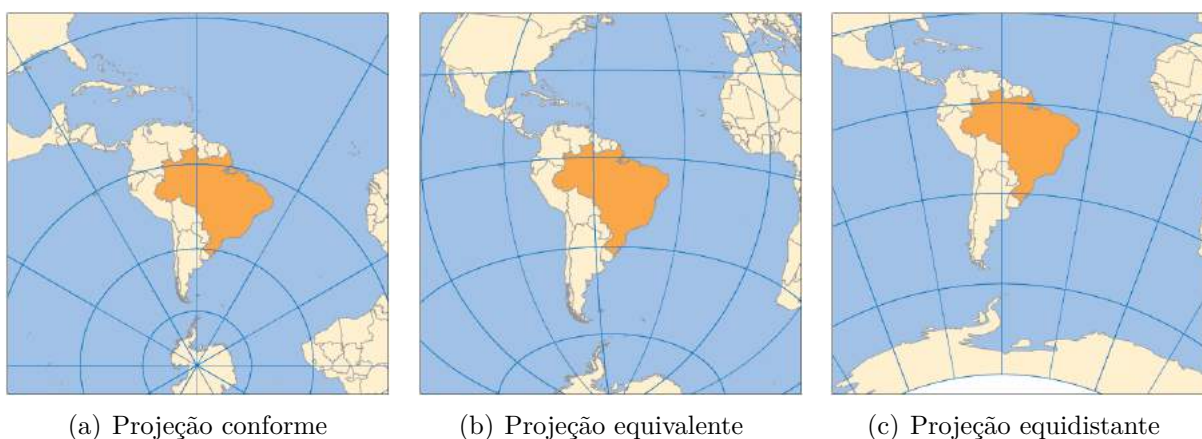 (a) Projeção conforme
(b) Projeção equivalente
(c) Projeção equidistante